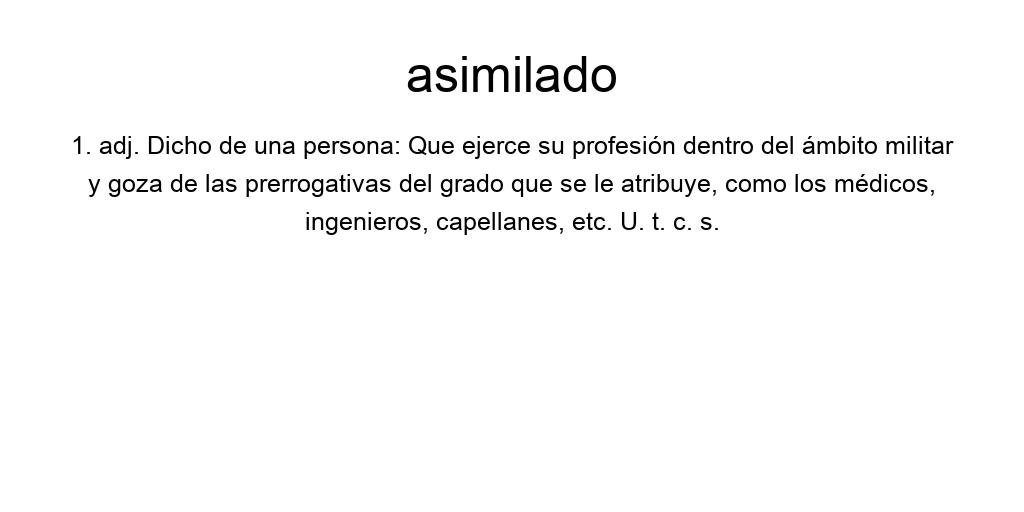 asimilado
1. adj. Dicho de una persona: Que ejerce su profesión dentro del ámbito militar
y goza de las prerrogativas del grado que se le atribuye, como los médicos,
ingenieros, capellanes, etc. U. t. c. s.